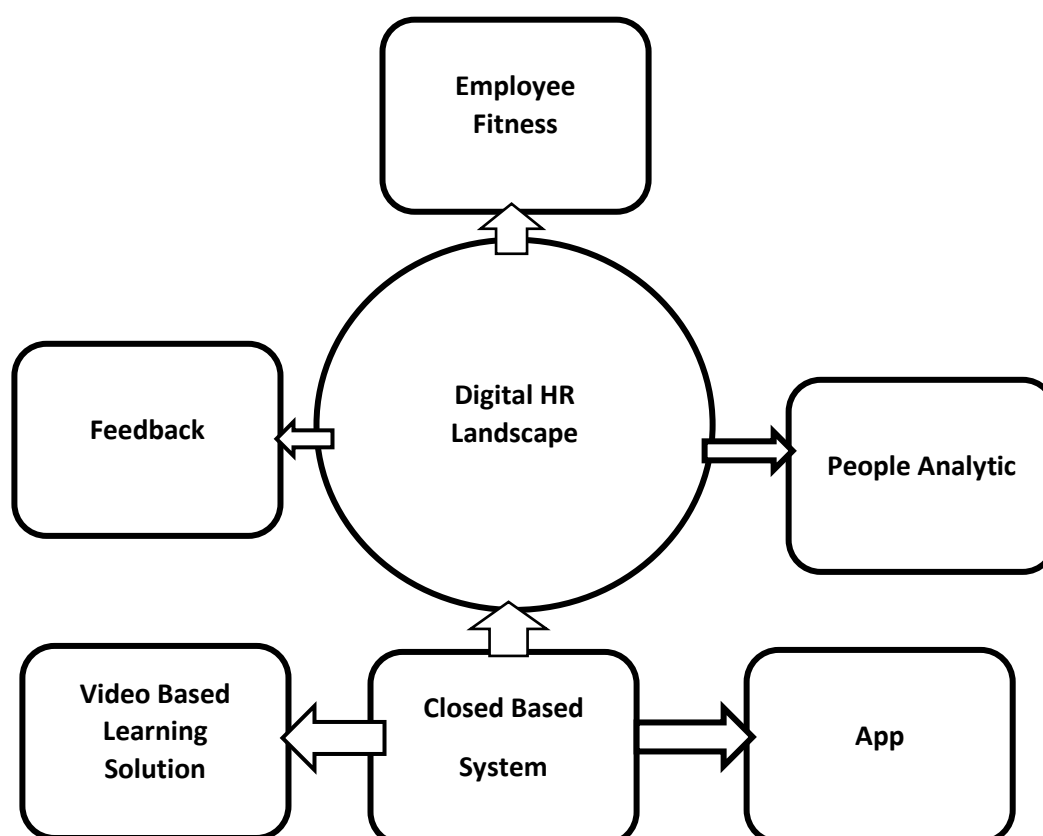 Employee
Fitness
Digital HR
Landscape
Feedback
People Analytic
Video Based
Learning
Solution
Closed Based
System
App